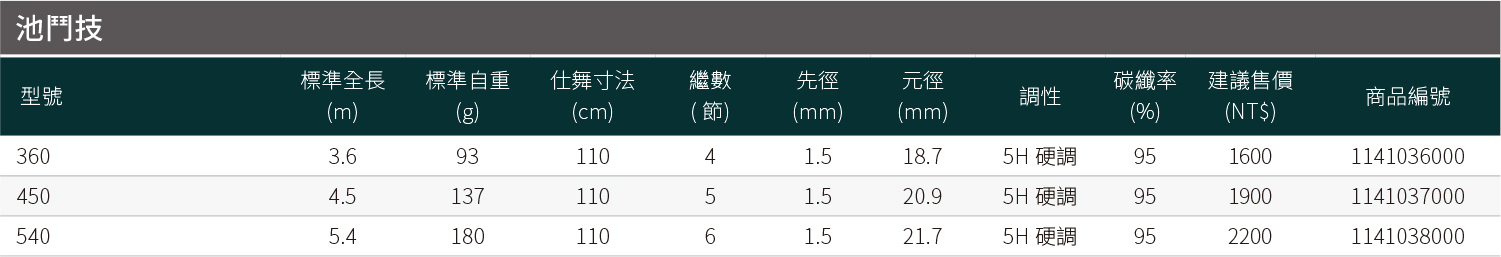 池鬥技
型號 標準全長 (m) 標準自重 (g) 仕舞寸法 (cm) 繼數 ( 節) 先徑 (mm) 元徑 (mm) 調性 碳纖率 (%) 建議售價 (NT$) 商品編號
360 3.6 93 110 4 1.5 18.7 5H 硬調 95 1600 1141036000
450 4.5 137 110 5 1.5 20.9 5H 硬調 95 1900 1141037000
540 5.4 180 110 6 1.5 21.7 5H 硬調 95 2200 1141038000